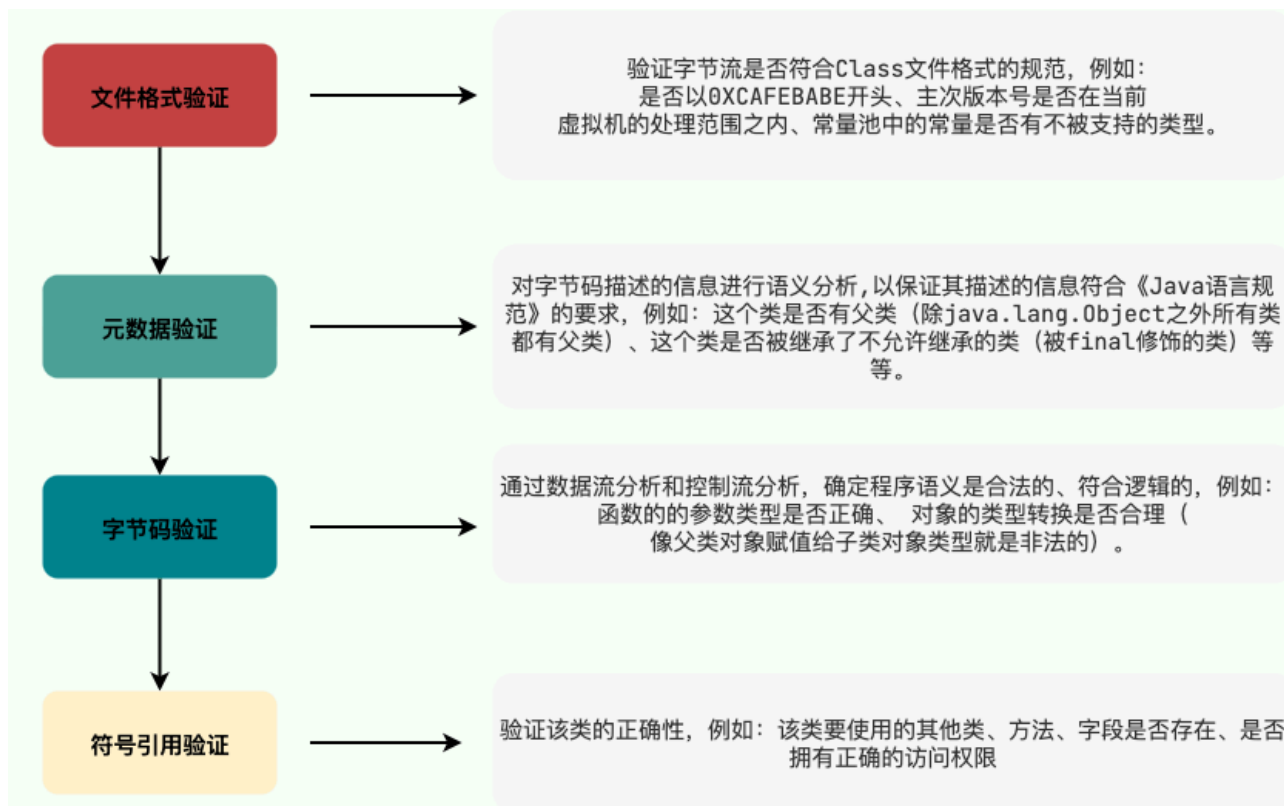 文件格式验证
验证字节流是否符合Class文件格式的规范，例如：
是否以0XCAFEBABE开头、主次版本号是否在当前
虚拟机的处理范围之内、常量池中的常量是否有不被支持的类型。
元数据验证
对字节码描述的信息进行语义分析,以保证其描述的信息符合《Java语言规
范》的要求，例如：这个类是否有父类（除java.lang.Object之外所有类
都有父类）、这个类是否被继承了不允许继承的类（被final修饰的类）等
等。
字节码验证
通过数据流分析和控制流分析，确定程序语义是合法的、符合逻辑的，例如：
函数的的参数类型是否正确、 对象的类型转换是否合理（
像父类对象赋值给子类对象类型就是非法的）。
符号引用验证
验证该类的正确性，例如：该类要使用的其他类、方法、字段是否存在、是否
拥有正确的访问权限